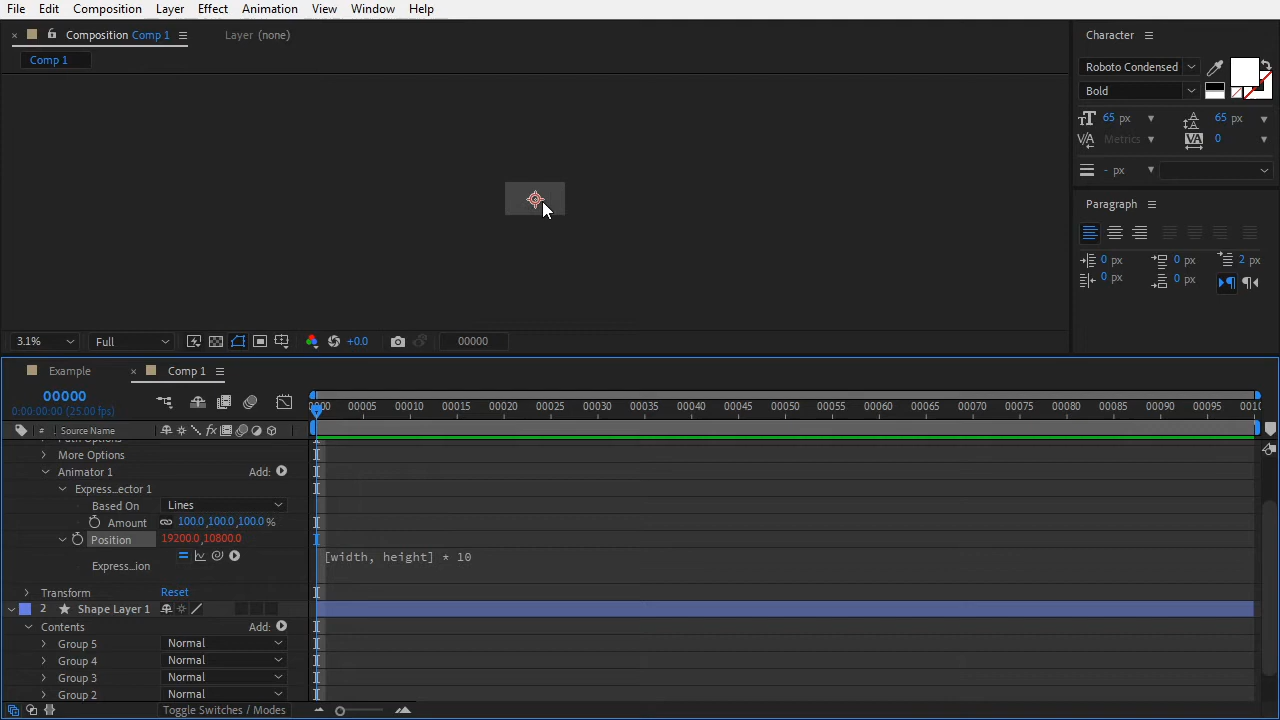 File Edit Composition Layer Effect Animation View Window Help
Composition Comp 1 Layer (none)
Comp 1
Character
Roboto Condensed
Bold
65 px 65 px
Metrics 0
- px
Paragraph
0 px 0 px 2 px
0 px 0 px
3.1% Full +0.0 00000
Example Comp 1
00000
0:00:00:00 (25.00 fps)
0000 00005 00010 00015 00020 00025 00030 00035 00040 00045 00050 00055 00060 00065 00070 00075 00080 00085 00090 00095 0010
# Source Name
Path Options
More Options
Animator 1 Add:
Express...ector 1
Based On Lines
Amount 100.0,100.0,100.0 %
Position 19200.0,10800.0
Express...ion [width, height] * 10
Transform Reset
2 Shape Layer 1
Contents Add:
Group 5 Normal
Group 4 Normal
Group 3 Normal
Group 2 Normal
Toggle Switches / Modes